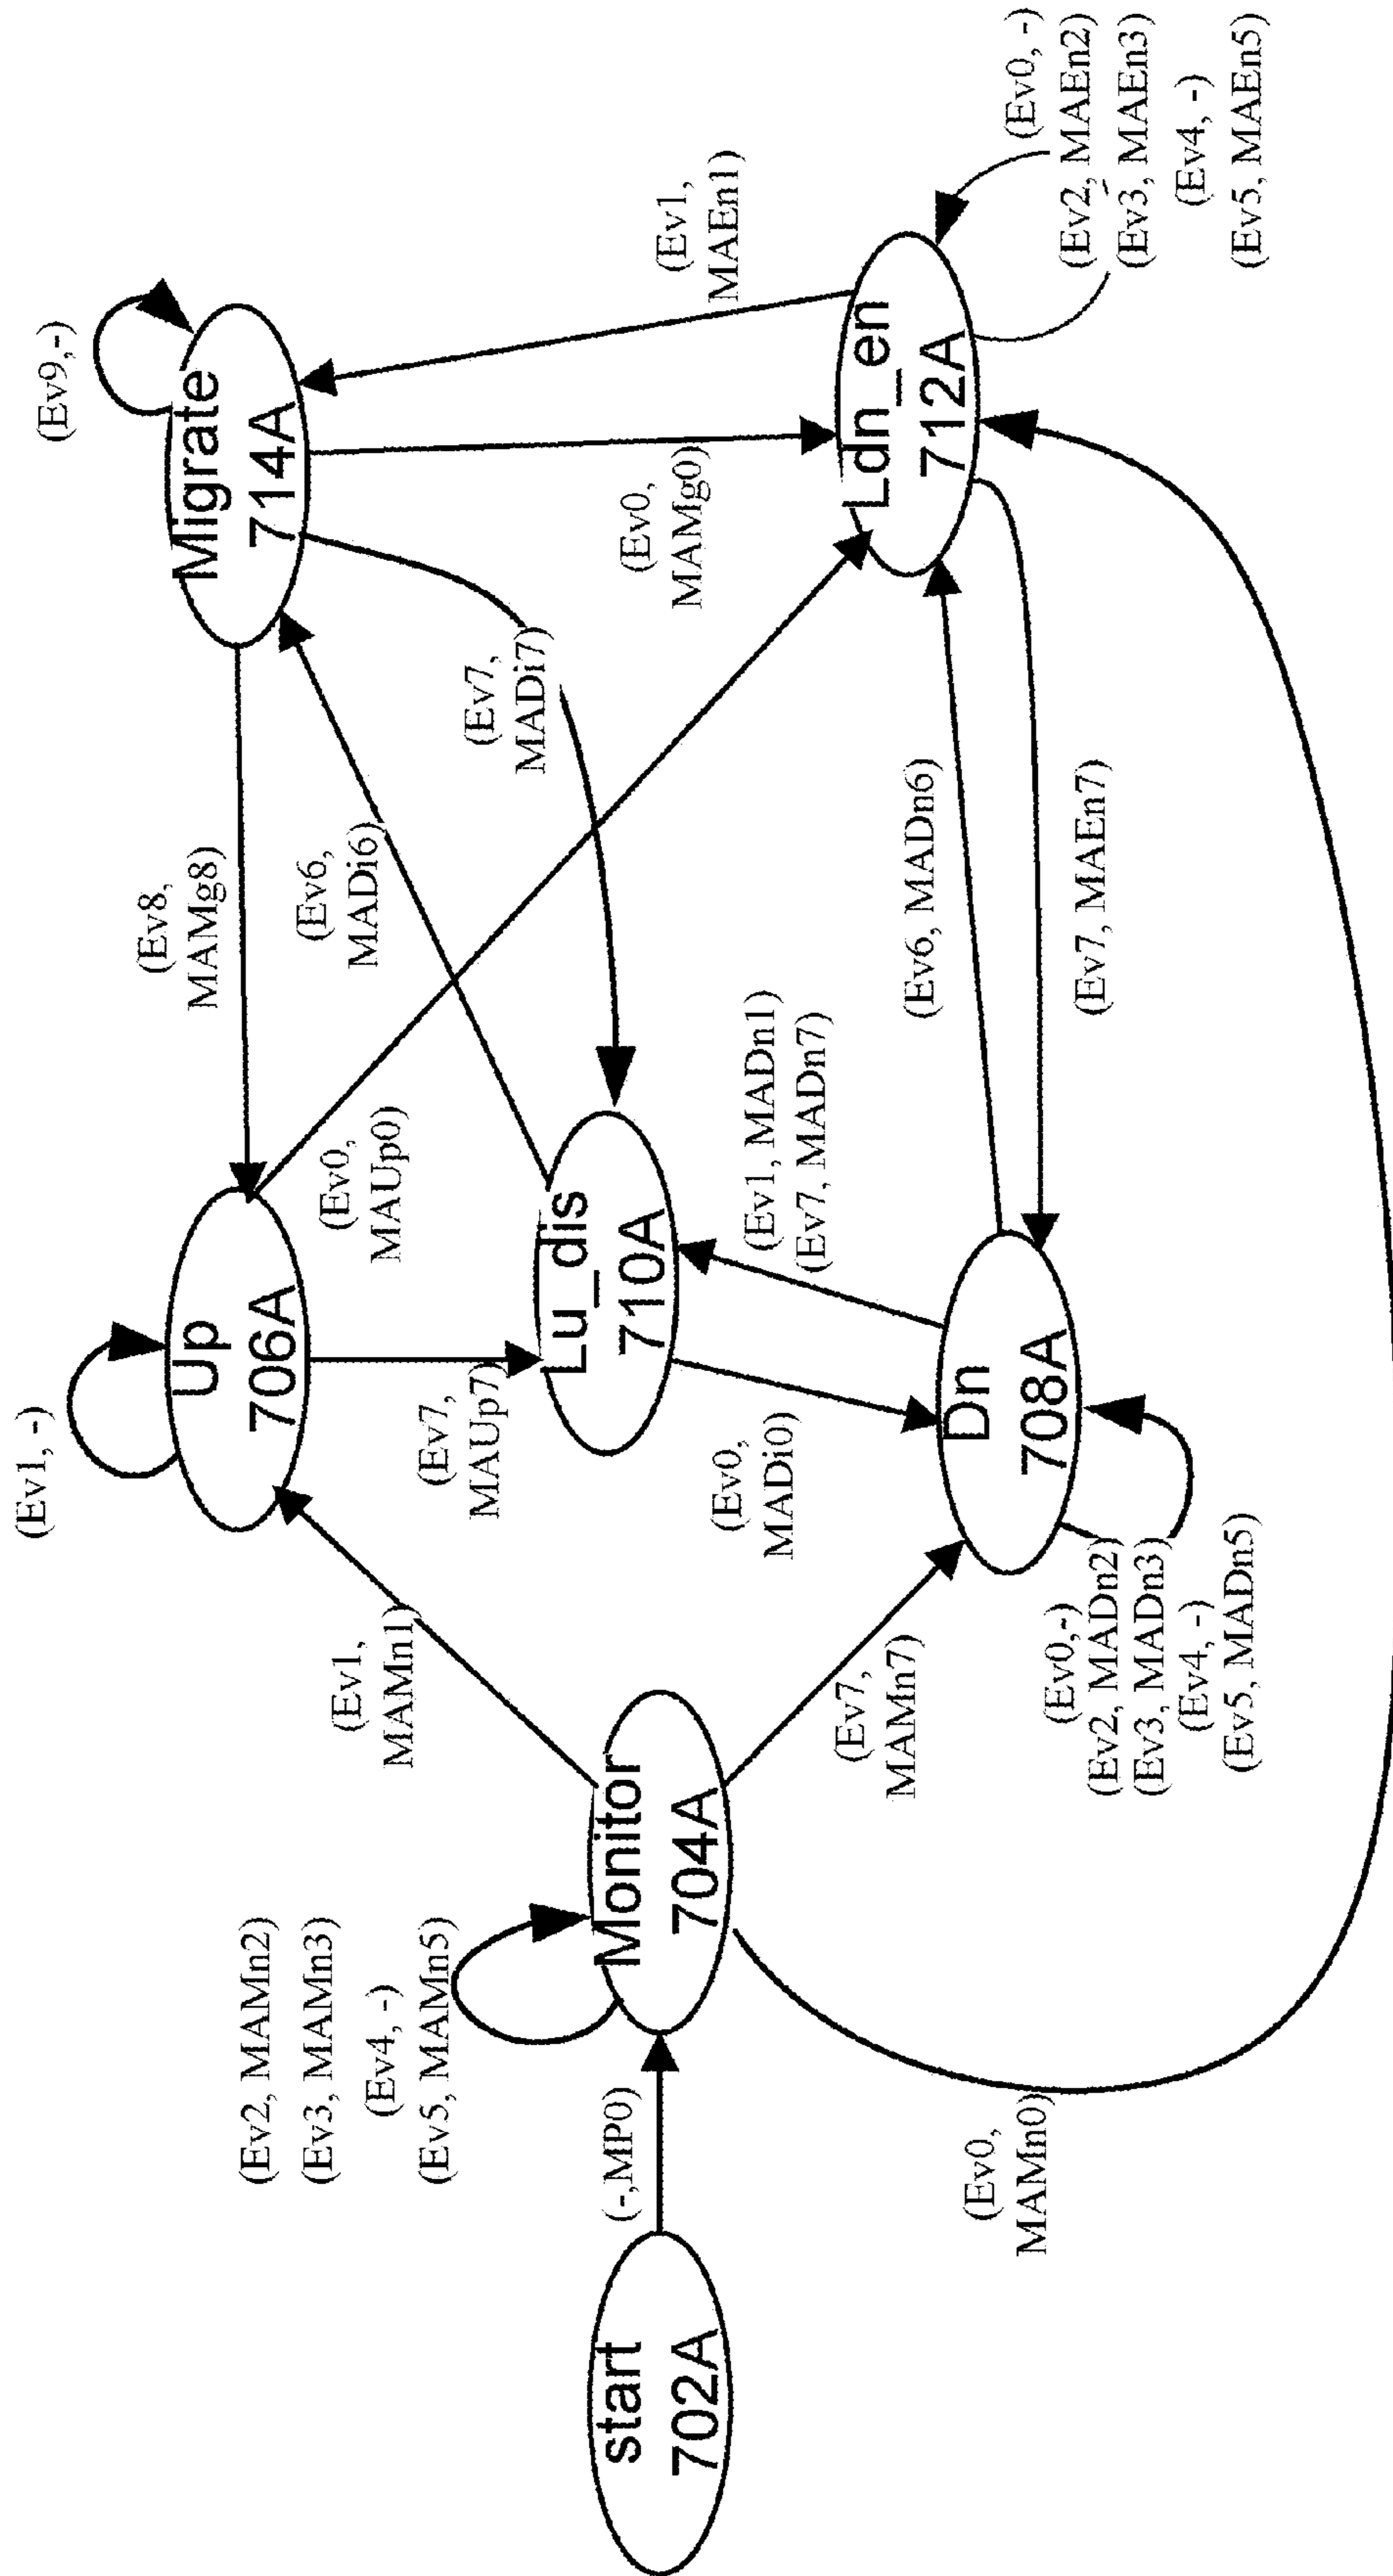 start
702A
(-,MP0)
Monitor
704A
(Ev2, MAMn2)
(Ev3, MAMn3)
(Ev4, -)
(Ev5, MAMn5)
(Ev0,
MAMn0)
(Ev1,
MAMn1)
(Ev7,
MAMn7)
(Ev1, -)
Up
706A
(Ev7,
MAUp7)
(Ev0,
MAUp0)
Lu_dis
710A
(Ev0,
MADi0)
(Ev1, MADn1)
(Ev7, MADn7)
Dn
708A
(Ev0,-)
(Ev2, MADn2)
(Ev3, MADn3)
(Ev4, -)
(Ev5, MADn5)
(Ev8,
MAMg8)
(Ev6,
MADi6)
(Ev7,
MADi7)
(Ev6, MADn6)
(Ev7, MAEn7)
(Ev9,-)
Migrate
714A
(Ev0,
MAMg0)
(Ev1,
MAEn1)
Ldn_en
712A
(Ev0, -)
(Ev2, MAEn2)
(Ev3, MAEn3)
(Ev4, -)
(Ev5, MAEn5)